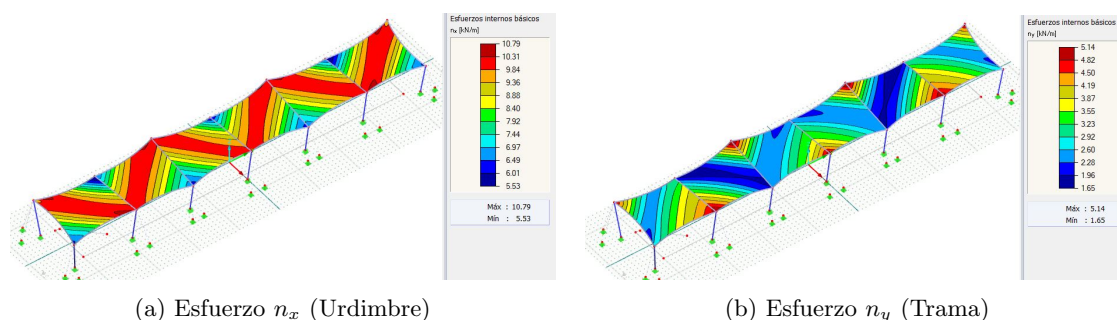 Esfuerzos internos básicos
nx [kN/m]
10.79
10.31
9.84
9.36
8.88
8.40
7.92
7.44
6.97
6.49
6.01
5.53
Máx : 10.79
Mín : 5.53
(a) Esfuerzo nx (Urdimbre)
Esfuerzos internos básicos
ny [kN/m]
5.14
4.82
4.50
4.19
3.87
3.55
3.23
2.92
2.60
2.28
1.96
1.65
Máx : 5.14
Mín : 1.65
(b) Esfuerzo ny (Trama)